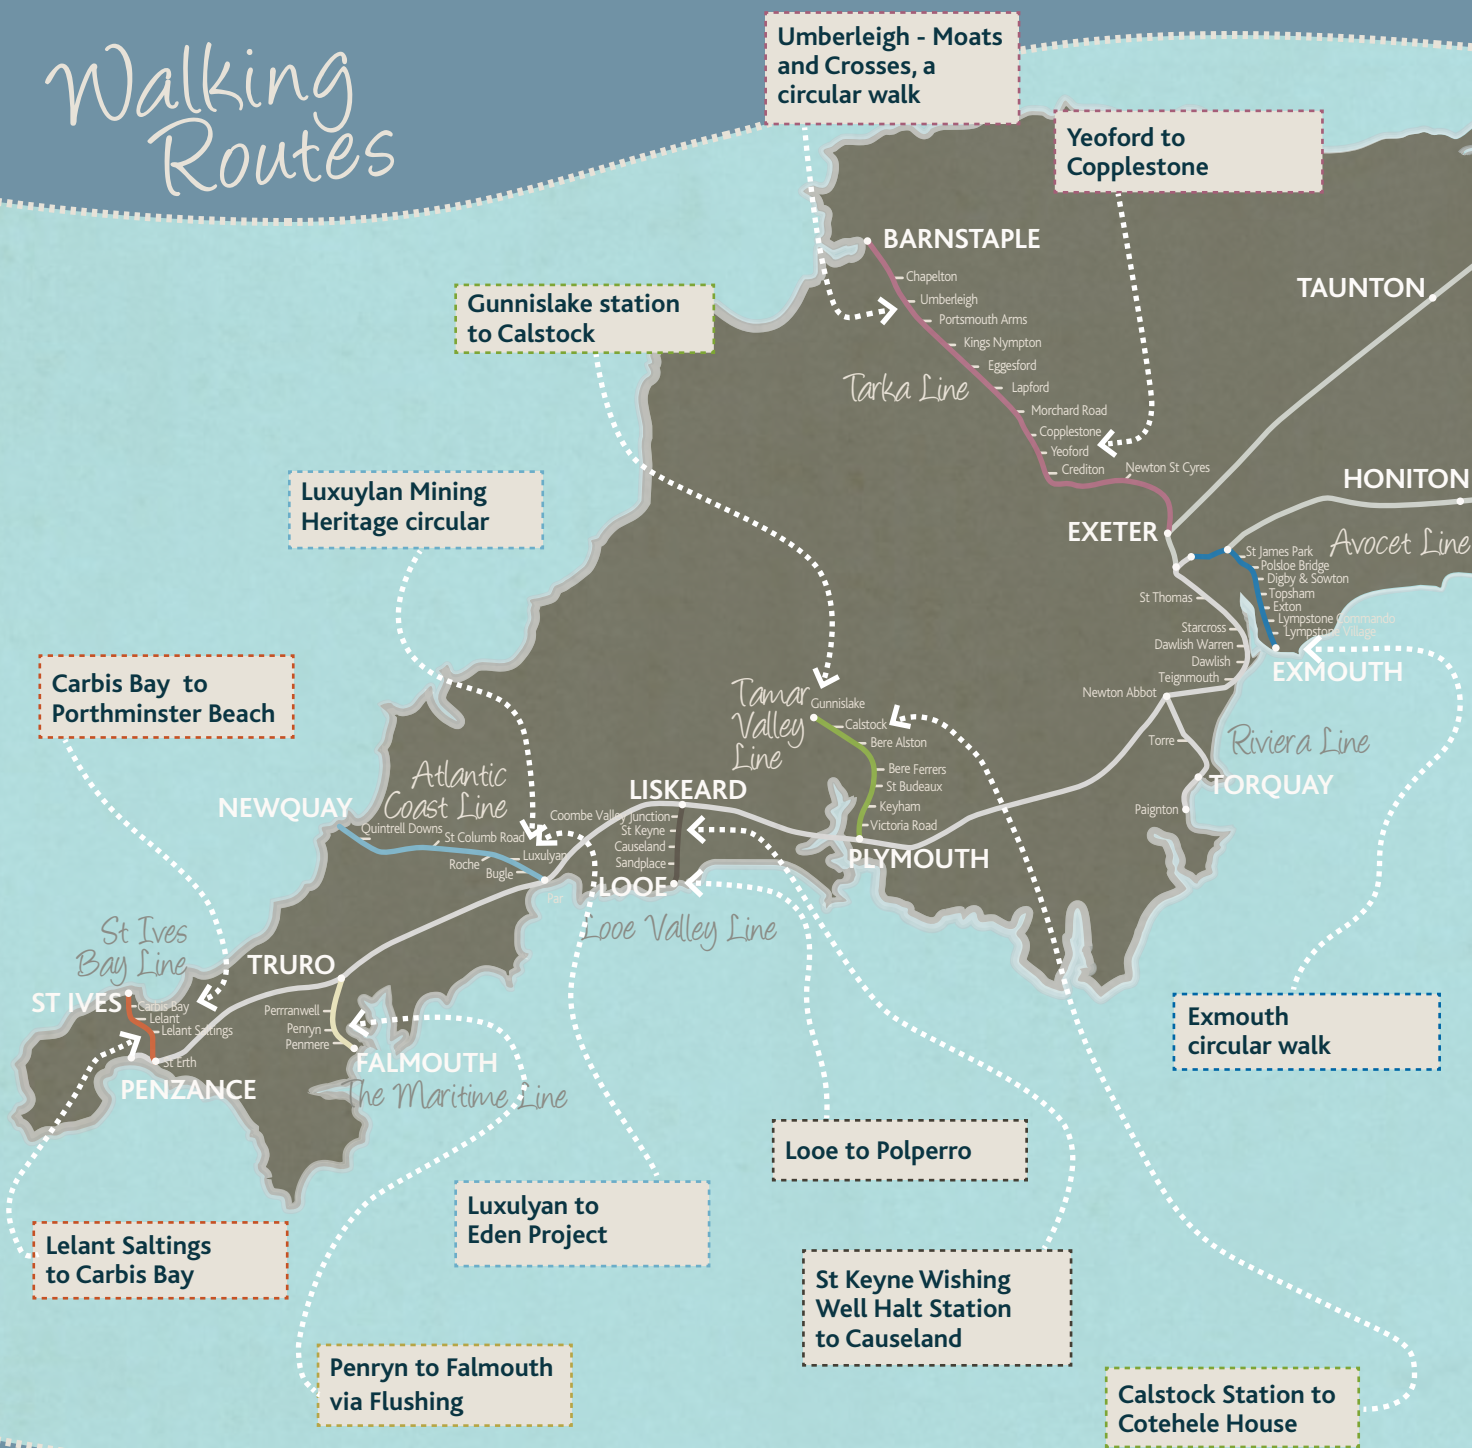 Walking
Routes
Umberleigh - Moats
and Crosses, a
circular walk
Yeoford to
Copplestone
Gunnislake station
to Calstock
Luxuylan Mining
Heritage circular
Carbis Bay to
Porthminster Beach
BARNSTAPLE
Chapelton
Umberleigh
Portsmouth Arms
Kings Nympton
Eggesford
Lapford
Morchard Road
Copplestone
Yeoford
Crediton
Newton St Cyres
Tarka Line
TAUNTON
HONITON
EXETER
Avocet Line
St James Park
Polsloe Bridge
Digby & Sowton
Topsham
Exton
Lympstone Commando
Lympstone Village
EXMOUTH
St Thomas
Starcross
Dawlish Warren
Dawlish
Teignmouth
Newton Abbot
Torre
Riviera Line
TORQUAY
Paignton
Tamar
Valley
Line
Gunnislake
Calstock
Bere Alston
Bere Ferrers
St Budeaux
Keyham
Victoria Road
PLYMOUTH
LISKEARD
Coombe Valley Junction
St Keyne
Causeland
Sandplace
LOOE
Looe Valley Line
Atlantic
Coast Line
NEWQUAY
Quintrell Downs
St Columb Road
Roche
Bugle
Luxulyan
Par
St Ives
Bay Line
ST IVES
Carbis Bay
Lelant
Lelant Saltings
St Erth
PENZANCE
TRURO
Perrranwell
Penryn
Penmere
FALMOUTH
The Maritime Line
Exmouth
circular walk
Looe to Polperro
Luxulyan to
Eden Project
Lelant Saltings
to Carbis Bay
St Keyne Wishing
Well Halt Station
to Causeland
Penryn to Falmouth
via Flushing
Calstock Station to
Cotehele House